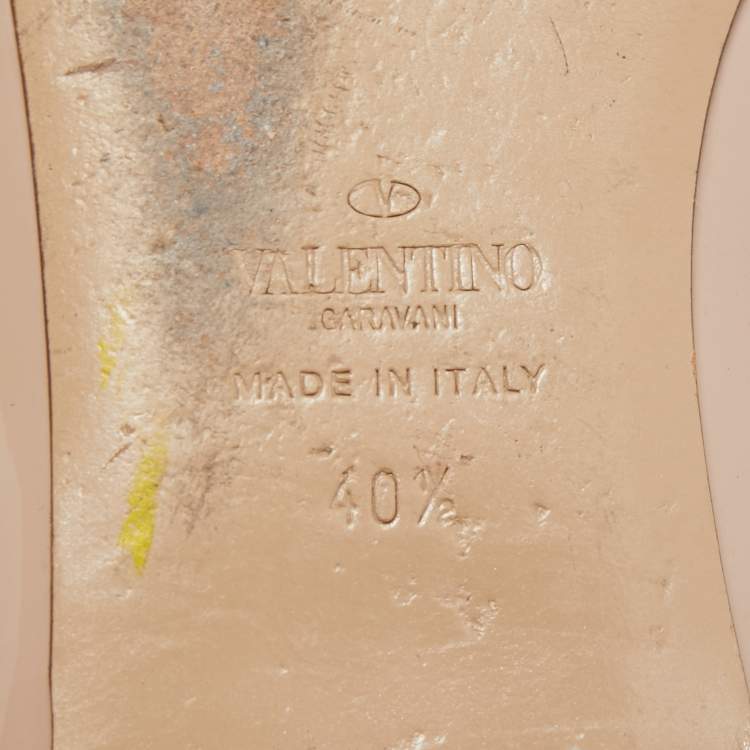 V
VALENTINO
GARAVANI
MADE IN ITALY
40½